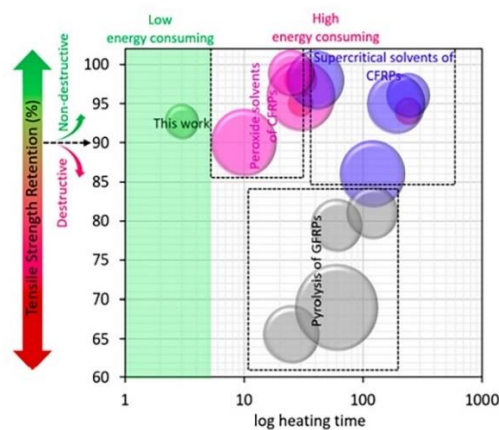 Low
energy consuming
High
energy consuming
Tensile Strength Retention (%)
Non-destructive
Destructive
100
95
90
85
80
75
70
65
60
This work
Peroxide solvents
of CFRPs
Supercritical solvents of
CFRPs
Pyrolysis of GFRPs
1
10
100
1000
log heating time